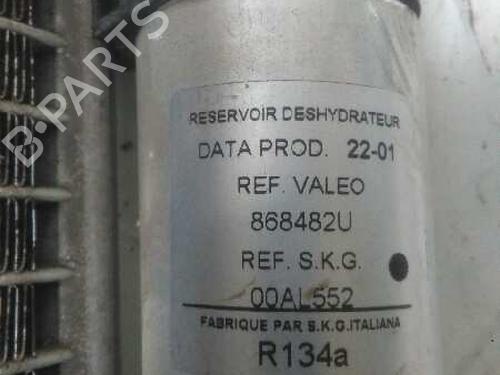 B-PARTS
RESERVOIR DESHYDRATEUR
DATA PROD. 22-01
REF. VALEO
868482U
REF. S.K.G.
00AL552
FABRIQUE PAR S.K.G.ITALIANA
R134a